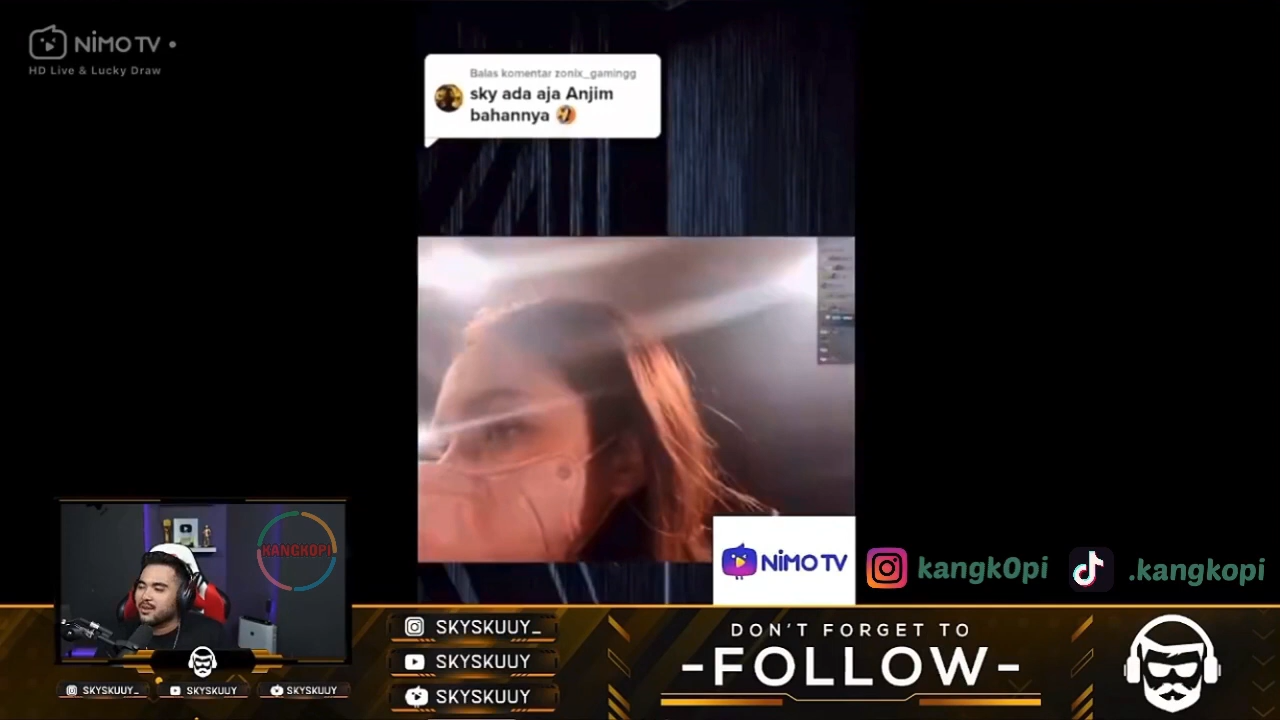 NIMO TV
HD Live & Lucky Draw
Balas komentar zonix_gamingg
sky ada aja Anjim
bahannya
NIMO TV
kangk0pi
.kangkopi
KANGKOPI
SKYSKUUY_
SKYSKUUY
SKYSKUUY
SKYSKUUY_
SKYSKUUY
SKYSKUUY
DON'T FORGET TO
-FOLLOW-